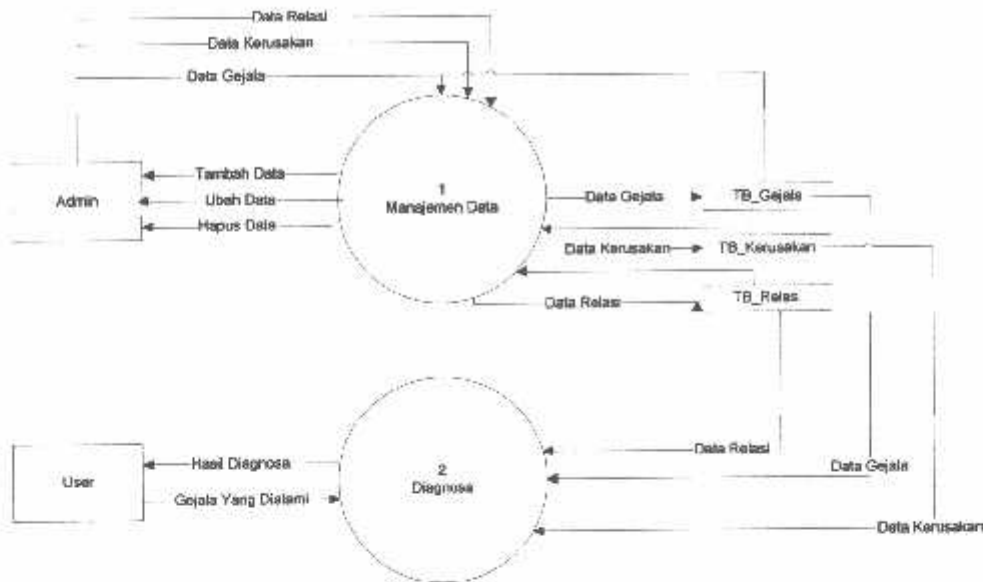 Data Relasi
Data Kerusakan
Data Gejala
Tambah Data
Admin
Ubah Data
Hapus Data
1
Manajemen Data
Data Gejala
TB_Gejala
Data Kerusakan
TB_Kerusakan
Data Relasi
TB_Relas
Data Relasi
Data Gejala
Data Kerusakan
User
Hasil Diagnosa
Gejala Yang Dialami
2
Diagnosa